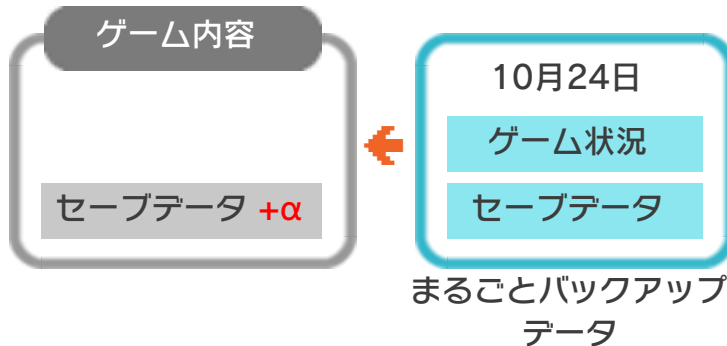 ゲーム内容
セーブデータ +α
10月24日
ゲーム状況
セーブデータ
まるごとバックアップ
データ